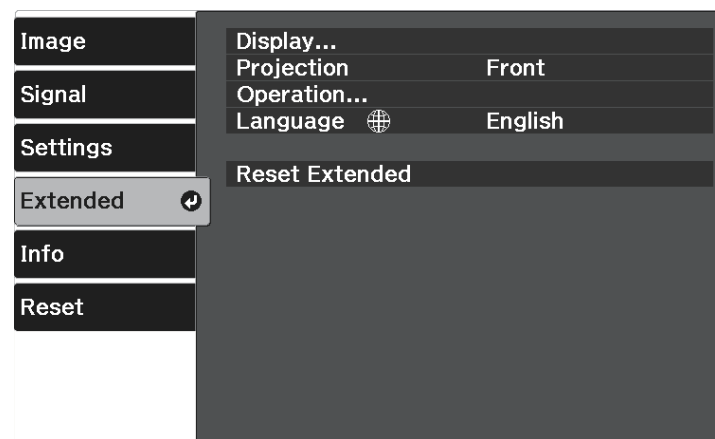 Image
Signal
Settings
Extended
Info
Reset
Display...
Projection Front
Operation...
Language English
Reset Extended